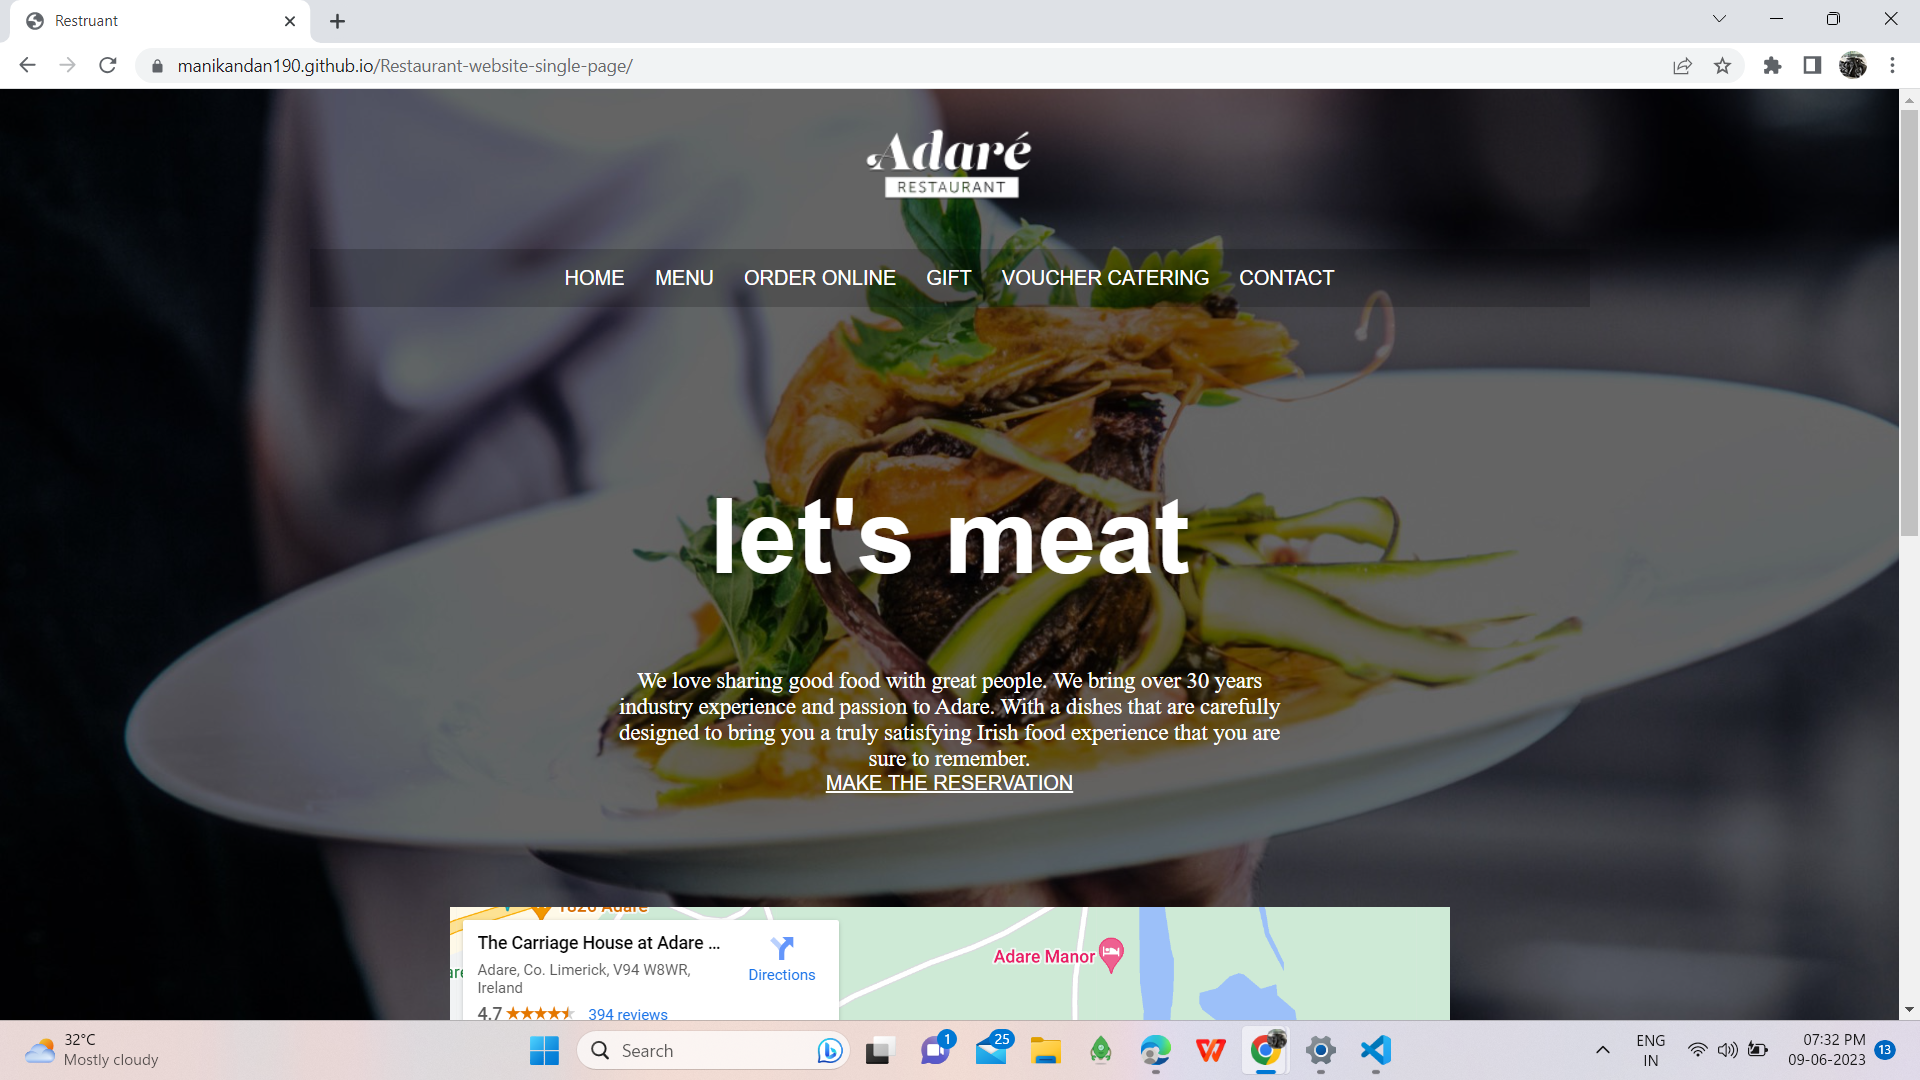 Restruant
manikandan190.github.io/Restaurant-website-single-page/
Adaré
RESTAURANT
HOME MENU ORDER ONLINE GIFT VOUCHER CATERING CONTACT
let's meat
We love sharing good food with great people. We bring over 30 years
industry experience and passion to Adare. With a dishes that are carefully
designed to bring you a truly satisfying Irish food experience that you are
sure to remember.
MAKE THE RESERVATION
1826 Adare
The Carriage House at Adare ...
Directions
Adare, Co. Limerick, V94 W8WR,
Ireland
4.7 394 reviews
Adare Manor
32°C
Mostly cloudy
Search
1
25
ENG
IN
07:32 PM
09-06-2023
13